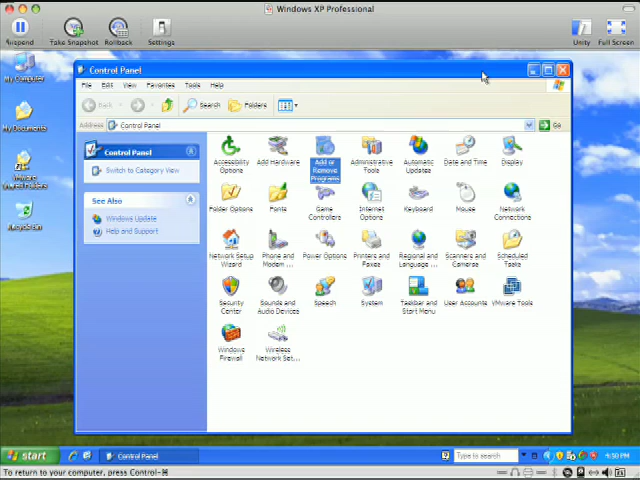 Windows XP Professional
Suspend
Take Snapshot
Rollback
Settings
Unity
Full Screen
My Computer
My Documents
VMware Shared Folders
Recycle Bin
Control Panel
File Edit View Favorites Tools Help
Back
Search
Folders
Address
Control Panel
Go
Control Panel
Switch to Category View
See Also
Windows Update
Help and Support
Accessibility Options
Add Hardware
Add or Remove Programs
Administrative Tools
Automatic Updates
Date and Time
Display
Folder Options
Fonts
Game Controllers
Internet Options
Keyboard
Mouse
Network Connections
Network Setup Wizard
Phone and Modem ...
Power Options
Printers and Faxes
Regional and Language ...
Scanners and Cameras
Scheduled Tasks
Security Center
Sounds and Audio Devices
Speech
System
Taskbar and Start Menu
User Accounts
VMware Tools
Windows Firewall
Wireless Network Set...
start
Control Panel
Type to search
4:50 PM
To return to your computer, press Control-⌘